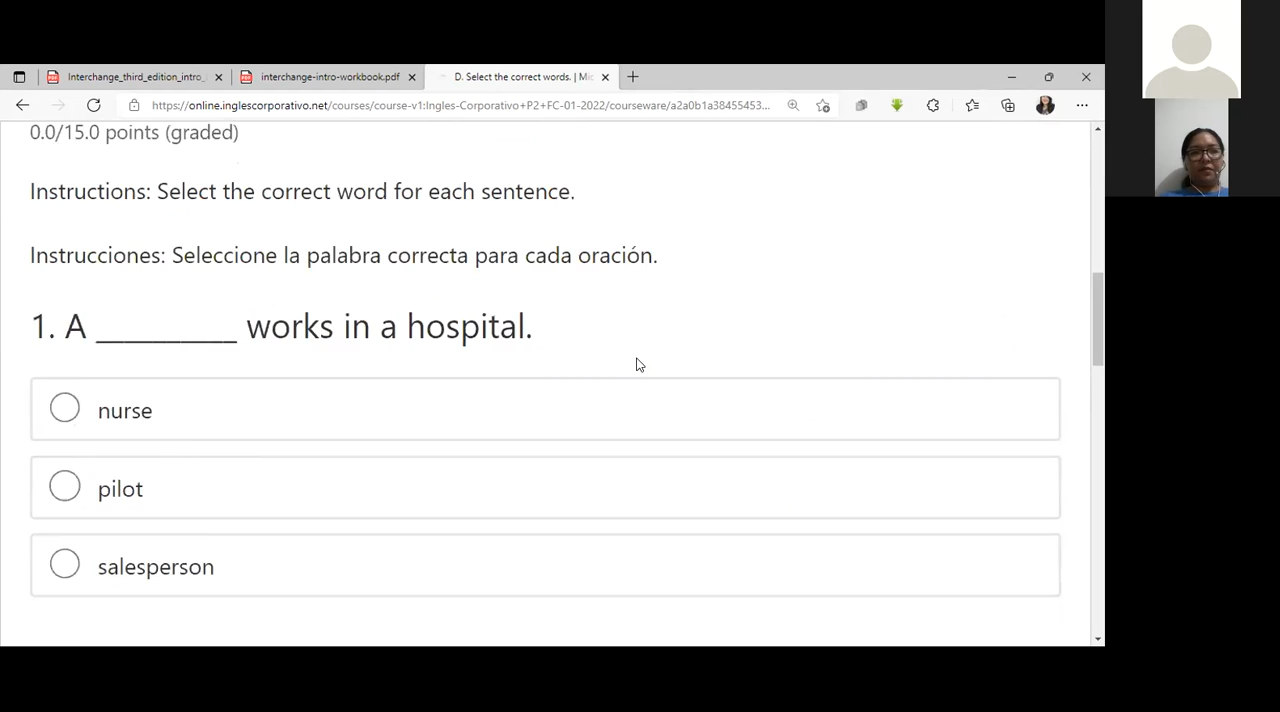 Interchange_third_edition_intro_
interchange-intro-workbook.pdf
D. Select the correct words. | Mic
https://online.inglescorporativo.net/courses/course-v1:Ingles-Corporativo+P2+FC-01-2022/courseware/a2a0b1a38455453...
0.0/15.0 points (graded)
Instructions: Select the correct word for each sentence.
Instrucciones: Seleccione la palabra correcta para cada oración.
1. A _________ works in a hospital.
nurse
pilot
salesperson